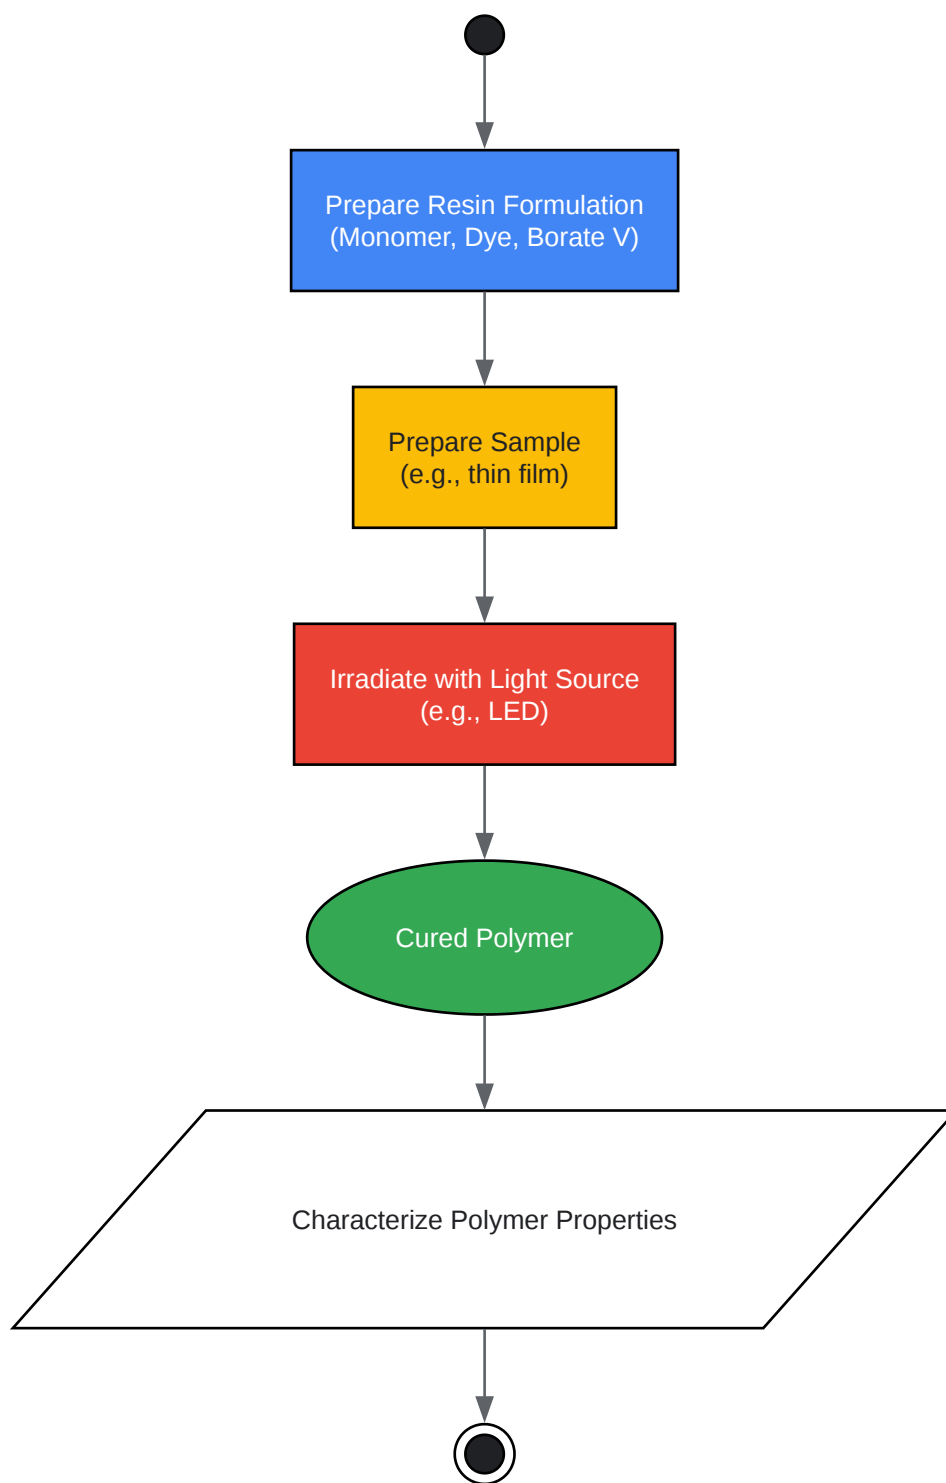 Prepare Resin Formulation
(Monomer, Dye, Borate V)
Prepare Sample
(e.g., thin film)
Irradiate with Light Source
(e.g., LED)
Cured Polymer
Characterize Polymer Properties